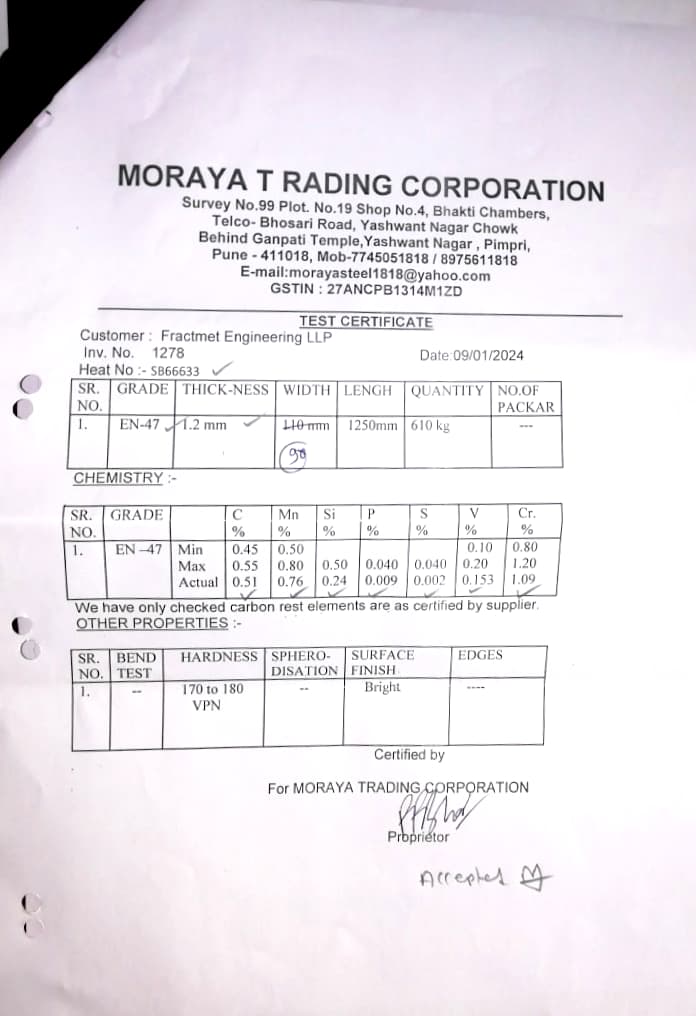 MORAYA T RADING CORPORATION
Survey No.99 Plot. No.19 Shop No.4, Bhakti Chambers,
Telco- Bhosari Road, Yashwant Nagar Chowk
Behind Ganpati Temple,Yashwant Nagar , Pimpri,
Pune - 411018, Mob-7745051818 / 8975611818
E-mail:morayasteel1818@yahoo.com
GSTIN : 27ANCPB1314M1ZD
TEST CERTIFICATE
Customer : Fractmet Engineering LLP
Inv. No. 1278 Date:09/01/2024
Heat No :- SB66633
SR. GRADE THICK-NESS WIDTH LENGH QUANTITY NO.OF
NO. PACKAR
1. EN-47 1.2 mm 110 mm 1250mm 610 kg ---
CHEMISTRY :-
SR. GRADE C Mn Si P S V Cr.
NO. % % % % % % %
1. EN –47 Min 0.45 0.50 0.10 0.80
Max 0.55 0.80 0.50 0.040 0.040 0.20 1.20
Actual 0.51 0.76 0.24 0.009 0.002 0.153 1.09
We have only checked carbon rest elements are as certified by supplier.
OTHER PROPERTIES :-
SR. BEND HARDNESS SPHERO- SURFACE EDGES
NO. TEST DISATION FINISH
1. -- 170 to 180 -- Bright ----
VPN
Certified by
For MORAYA TRADING CORPORATION
Proprietor
Accepted